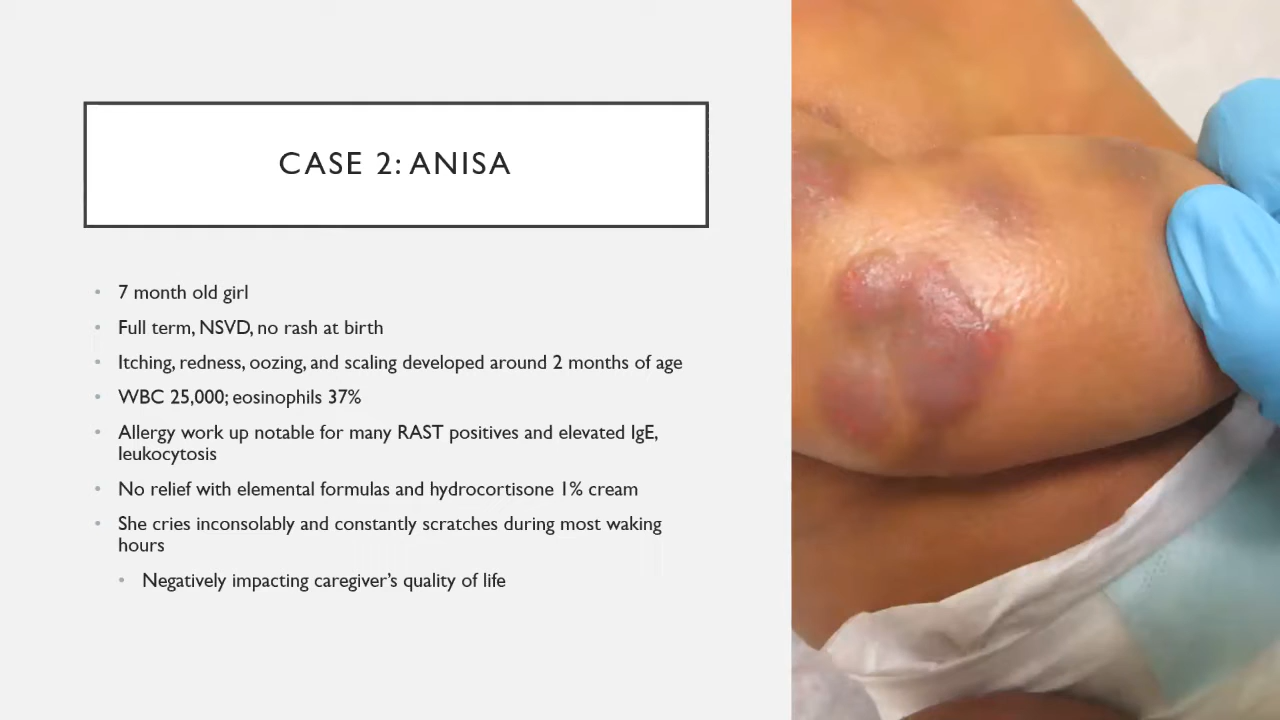 CASE 2: ANISA
• 7 month old girl
• Full term, NSVD, no rash at birth
• Itching, redness, oozing, and scaling developed around 2 months of age
• WBC 25,000; eosinophils 37%
• Allergy work up notable for many RAST positives and elevated IgE,
leukocytosis
• No relief with elemental formulas and hydrocortisone 1% cream
• She cries inconsolably and constantly scratches during most waking
hours
• Negatively impacting caregiver’s quality of life